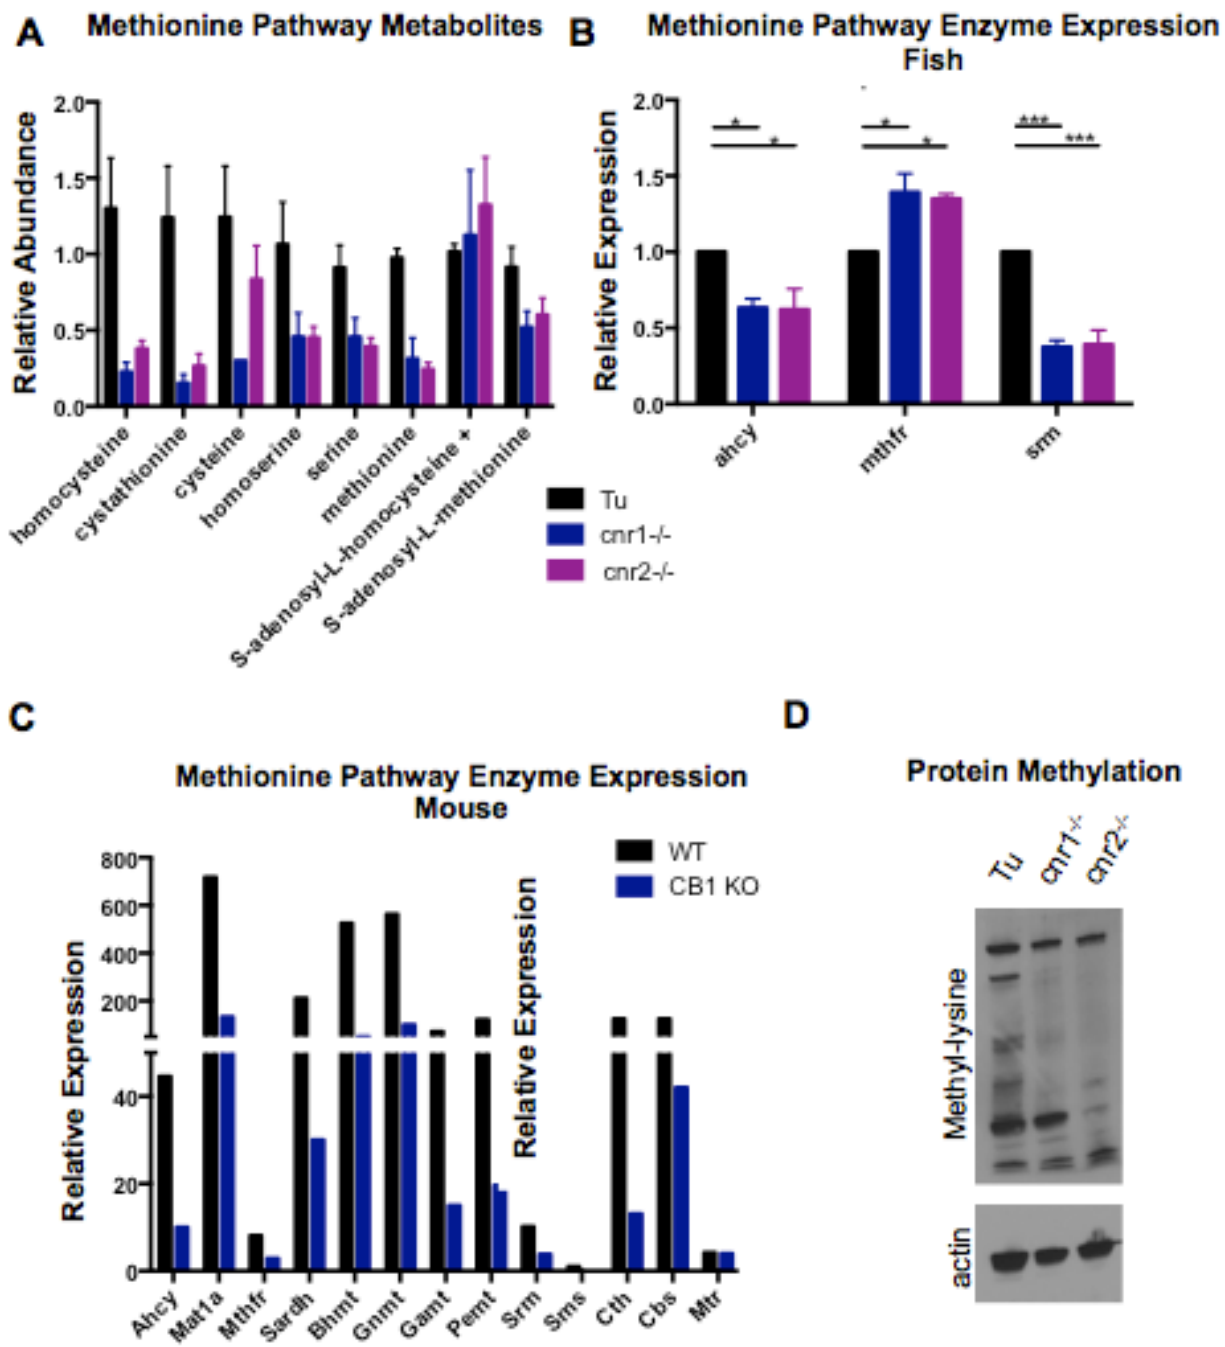 A
Methionine Pathway Metabolites
Relative Abundance
2.0
1.5
1.0
0.5
0.0
homocysteine
cystathionine
cysteine
homoserine
serine
methionine
S-adenosyl-L-homocysteine +
S-adenosyl-L-methionine
B
Methionine Pathway Enzyme Expression
Fish
Relative Expression
2.0
1.5
1.0
0.5
0.0
*
*
*
*
***
***
ahcy
mthfr
srm
Tu
cnr1-/-
cnr2-/-
C
Methionine Pathway Enzyme Expression
Mouse
WT
CB1 KO
Relative Expression
800
600
400
200
40
20
0
Relative Expression
Ahcy
Mat1a
Mthfr
Sardh
Bhmt
Gnmt
Gamt
Pemt
Srm
Sms
Cth
Cbs
Mtr
D
Protein Methylation
Tu
cnr1-/-
cnr2-/-
Methyl-lysine
actin